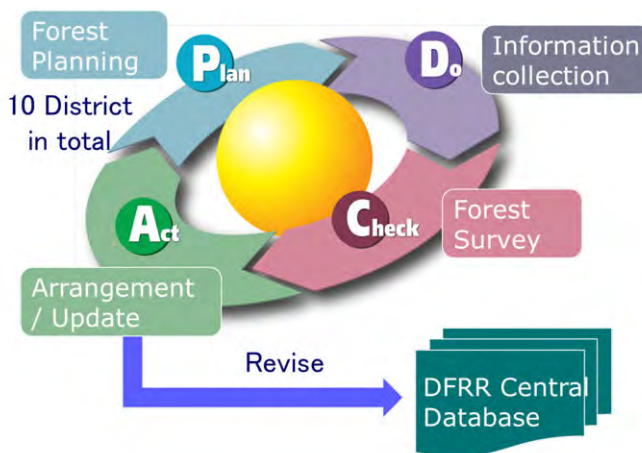 Forest
Planning
Plan
Do
Information
collection
10 District
in total
Act
Check
Forest
Survey
Arrangement
/ Update
Revise
DFRR Central
Database